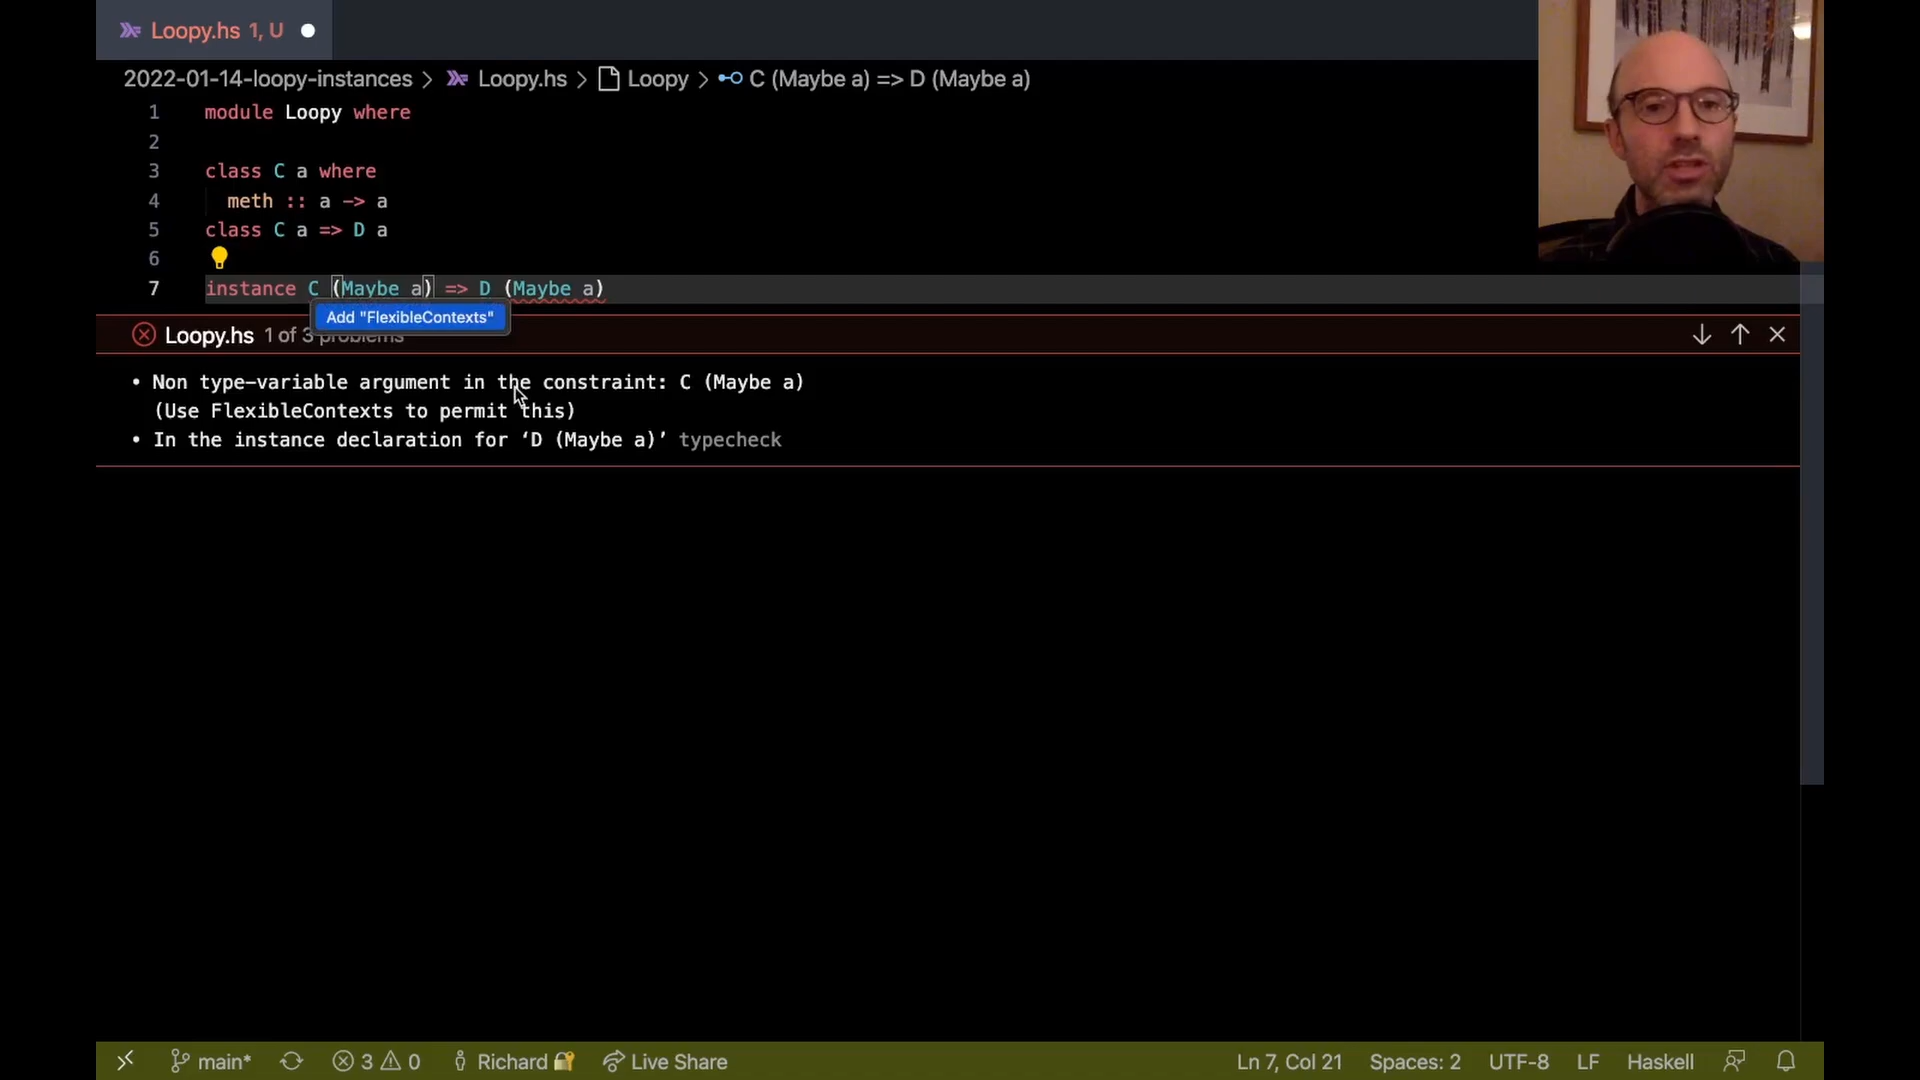 Loopy.hs 1, U
2022-01-14-loopy-instances > Loopy.hs > Loopy > C (Maybe a) => D (Maybe a)
1 module Loopy where
2
3 class C a where
4 meth :: a -> a
5 class C a => D a
6
7 instance C (Maybe a) => D (Maybe a)
Add "FlexibleContexts"
Loopy.hs 1 of 3 problems
• Non type-variable argument in the constraint: C (Maybe a)
(Use FlexibleContexts to permit this)
• In the instance declaration for ‘D (Maybe a)’ typecheck
main* 3 0 Richard Live Share Ln 7, Col 21 Spaces: 2 UTF-8 LF Haskell